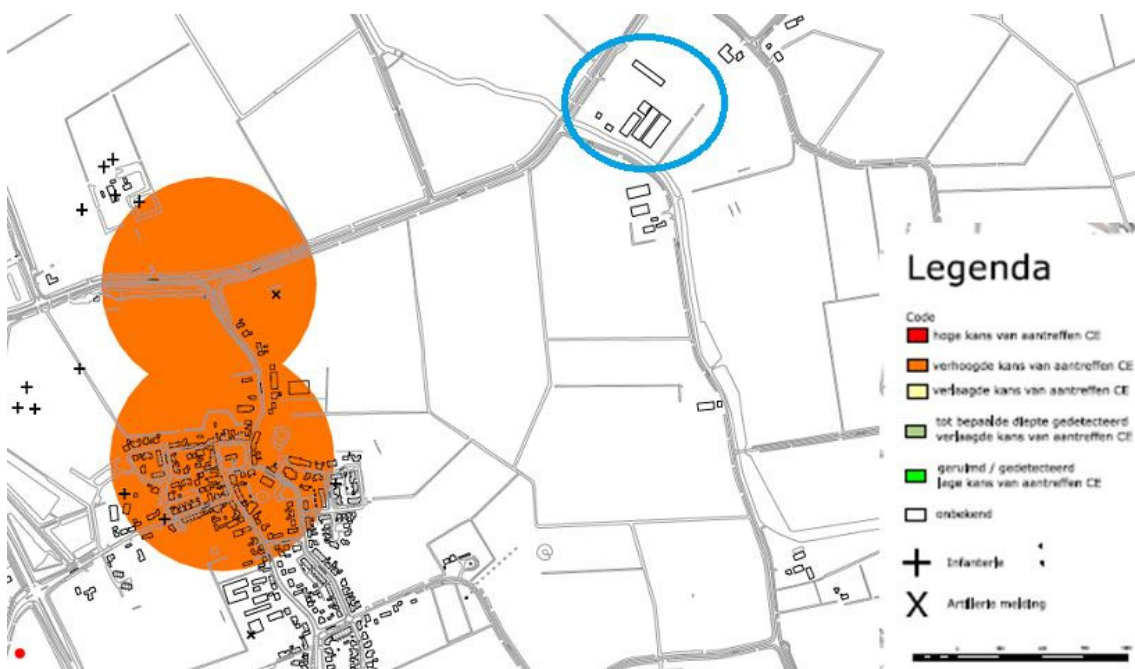 Legenda
Code
hoge kans van aantreffen CE
verhoogde kans van aantreffen CE
verlaagde kans van aantreffen CE
tot bepaalde diepte gedetecteerd
verlaagde kans van aantreffen CE
geruimd / gedetecteerd
lage kans van aantreffen CE
onbekend
Infanterie
Artillerie melding